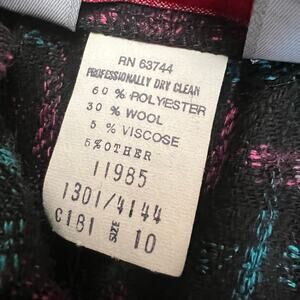 RN 63744
PROFESSIONALLY DRY CLEAN
60 % POLYESTER
30 % WOOL
5 % VISCOSE
5% OTHER
11985
1301/4144
C181 SIZE 10